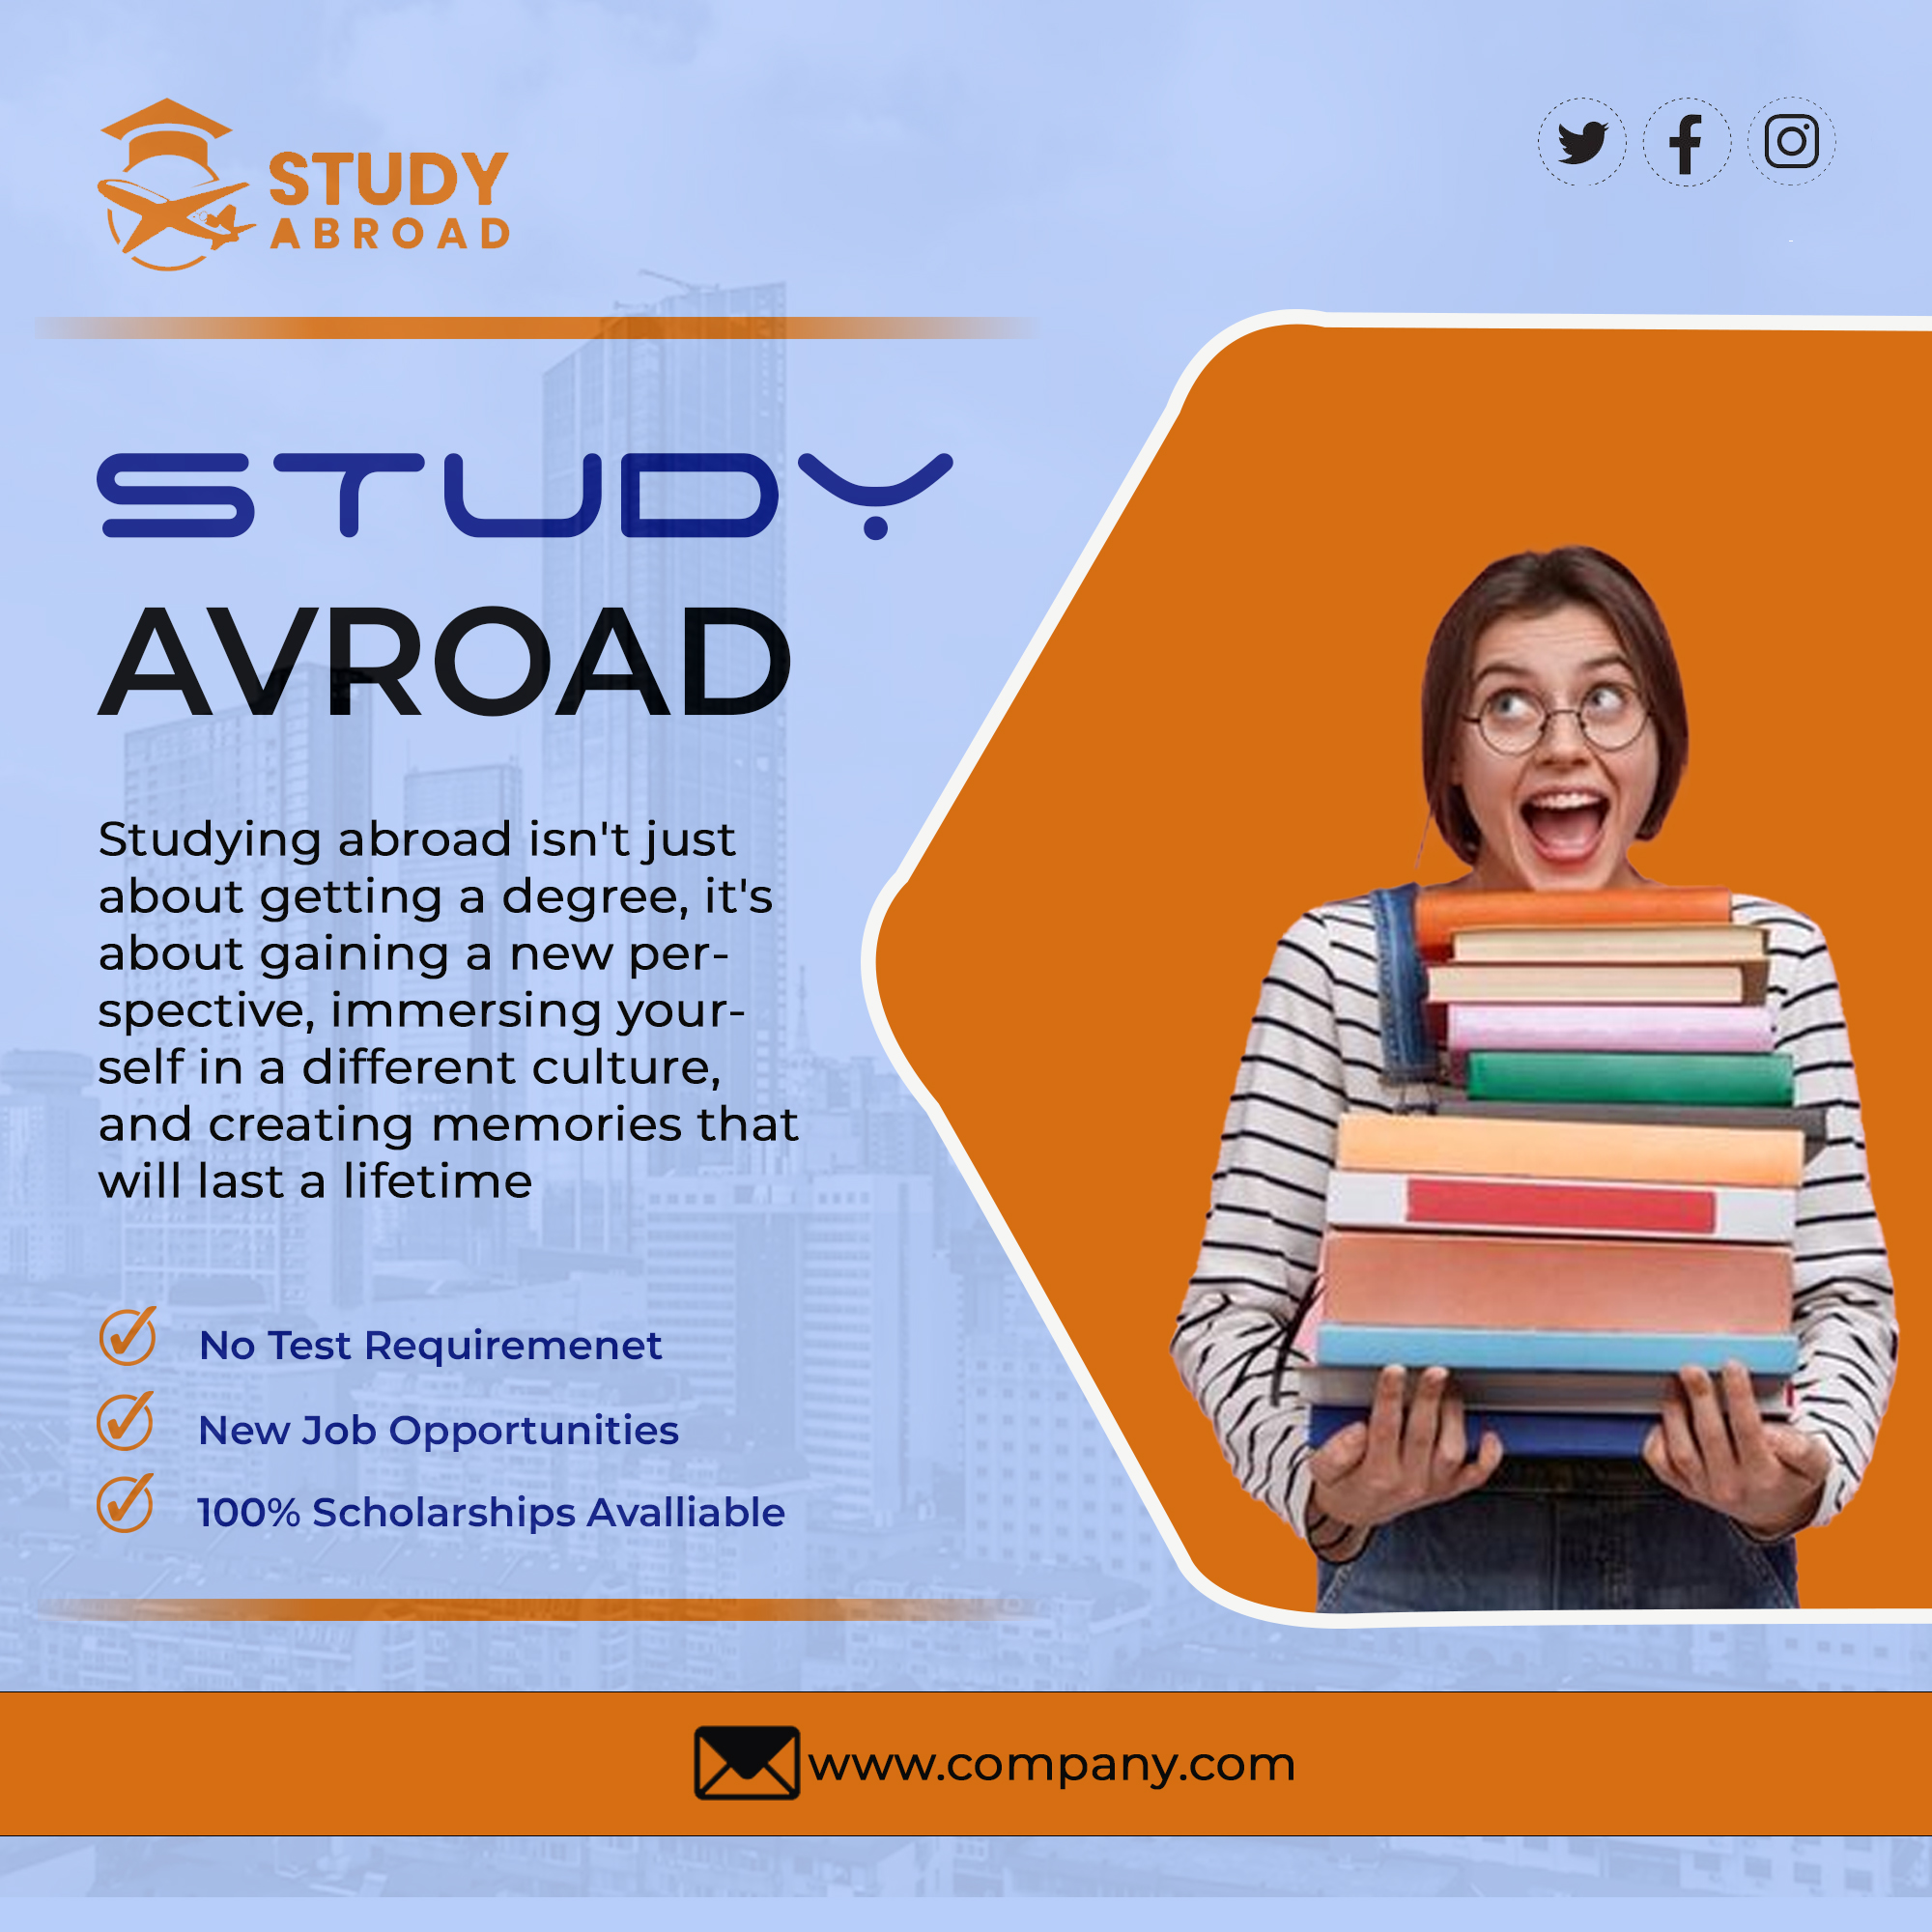 STUDY
ABROAD
STUDY
AVROAD
Studying abroad isn't just
about getting a degree, it's
about gaining a new per-
spective, immersing your-
self in a different culture,
and creating memories that
will last a lifetime
No Test Requiremenet
New Job Opportunities
100% Scholarships Avalliable
www.company.com